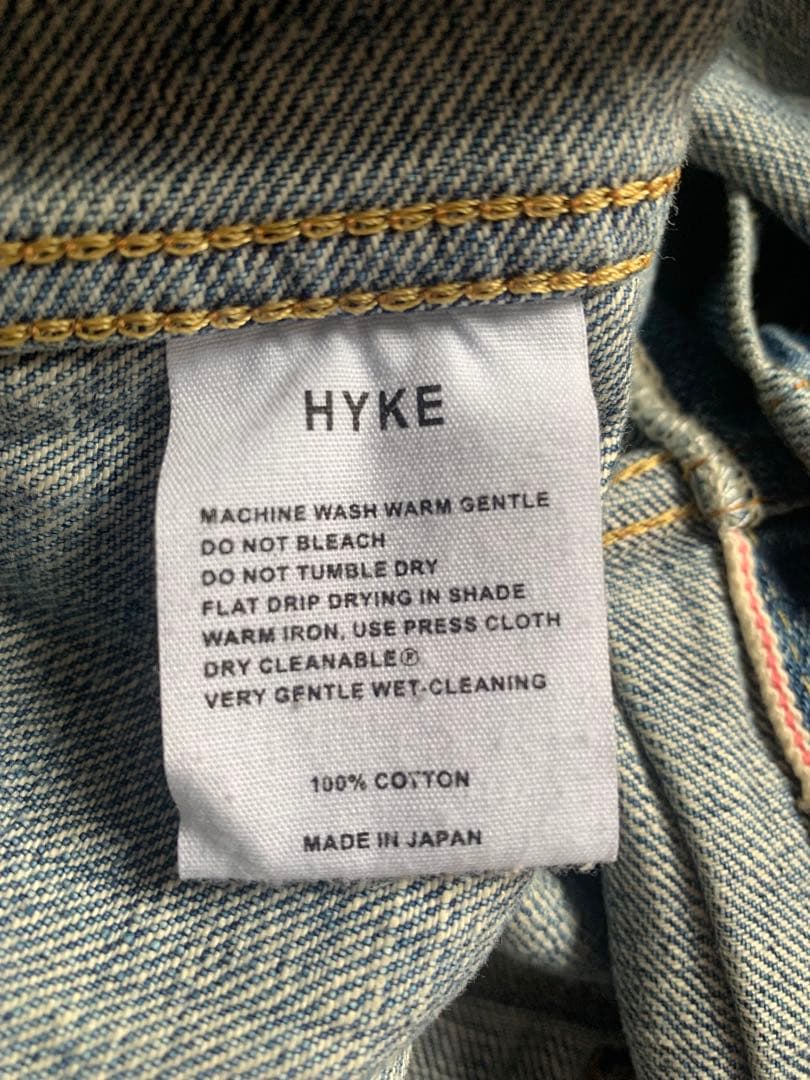 HYKE
MACHINE WASH WARM GENTLE
DO NOT BLEACH
DO NOT TUMBLE DRY
FLAT DRIP DRYING IN SHADE
WARM IRON, USE PRESS CLOTH
DRY CLEANABLEⓅ
VERY GENTLE WET-CLEANING
100% COTTON
MADE IN JAPAN